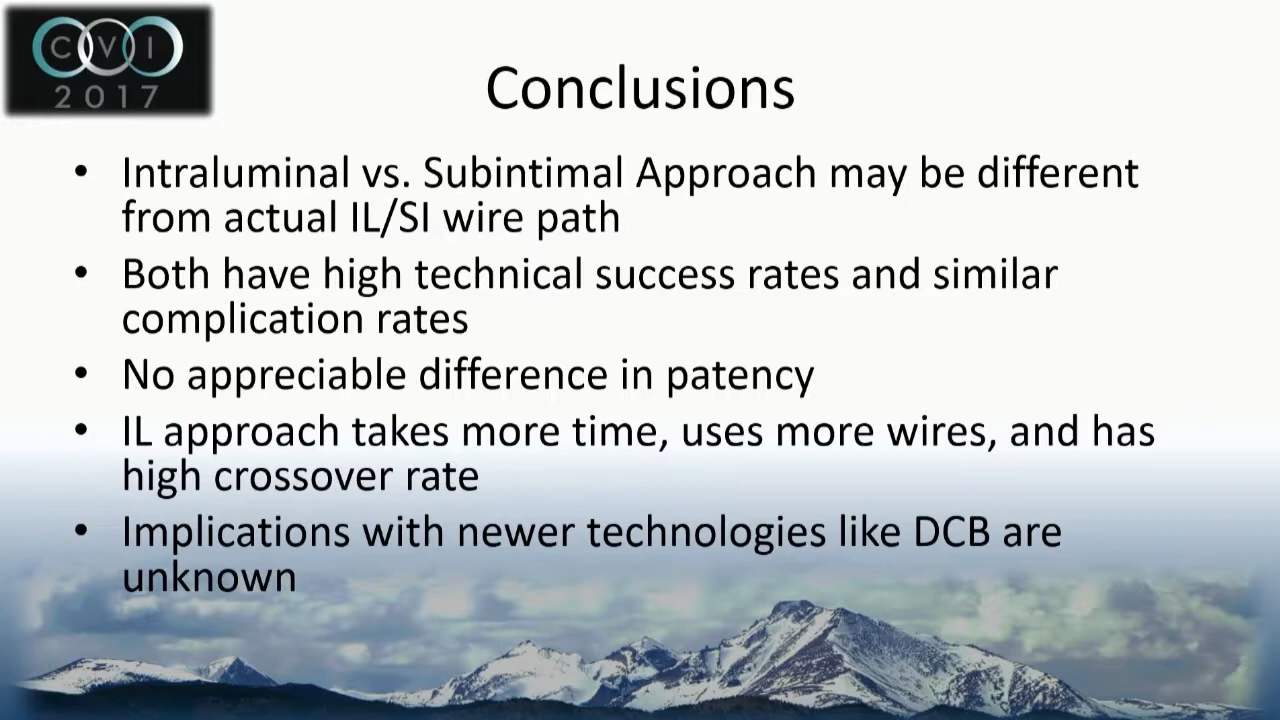 CVI
2017
Conclusions
• Intraluminal vs. Subintimal Approach may be different
from actual IL/SI wire path
• Both have high technical success rates and similar
complication rates
• No appreciable difference in patency
• IL approach takes more time, uses more wires, and has
high crossover rate
• Implications with newer technologies like DCB are
unknown